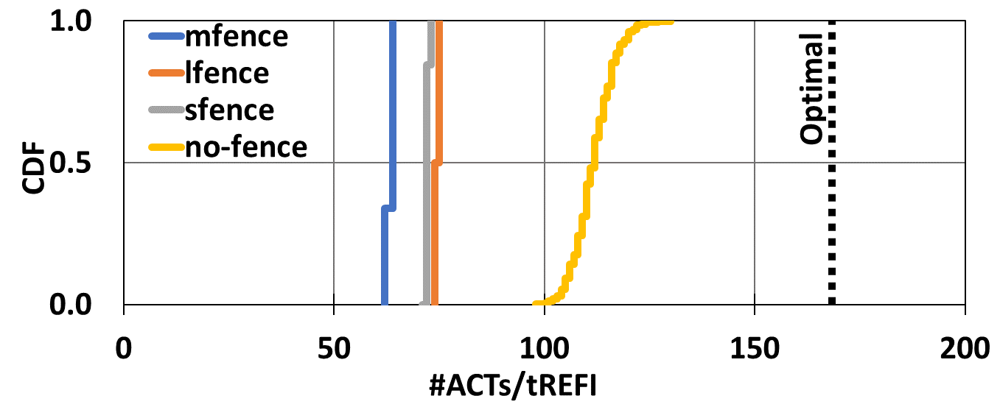 1.0
mfence
lfence
sfence
no-fence
Optimal
CDF
0.5
0.0
0 50 100 150 200
#ACTs/tREFI